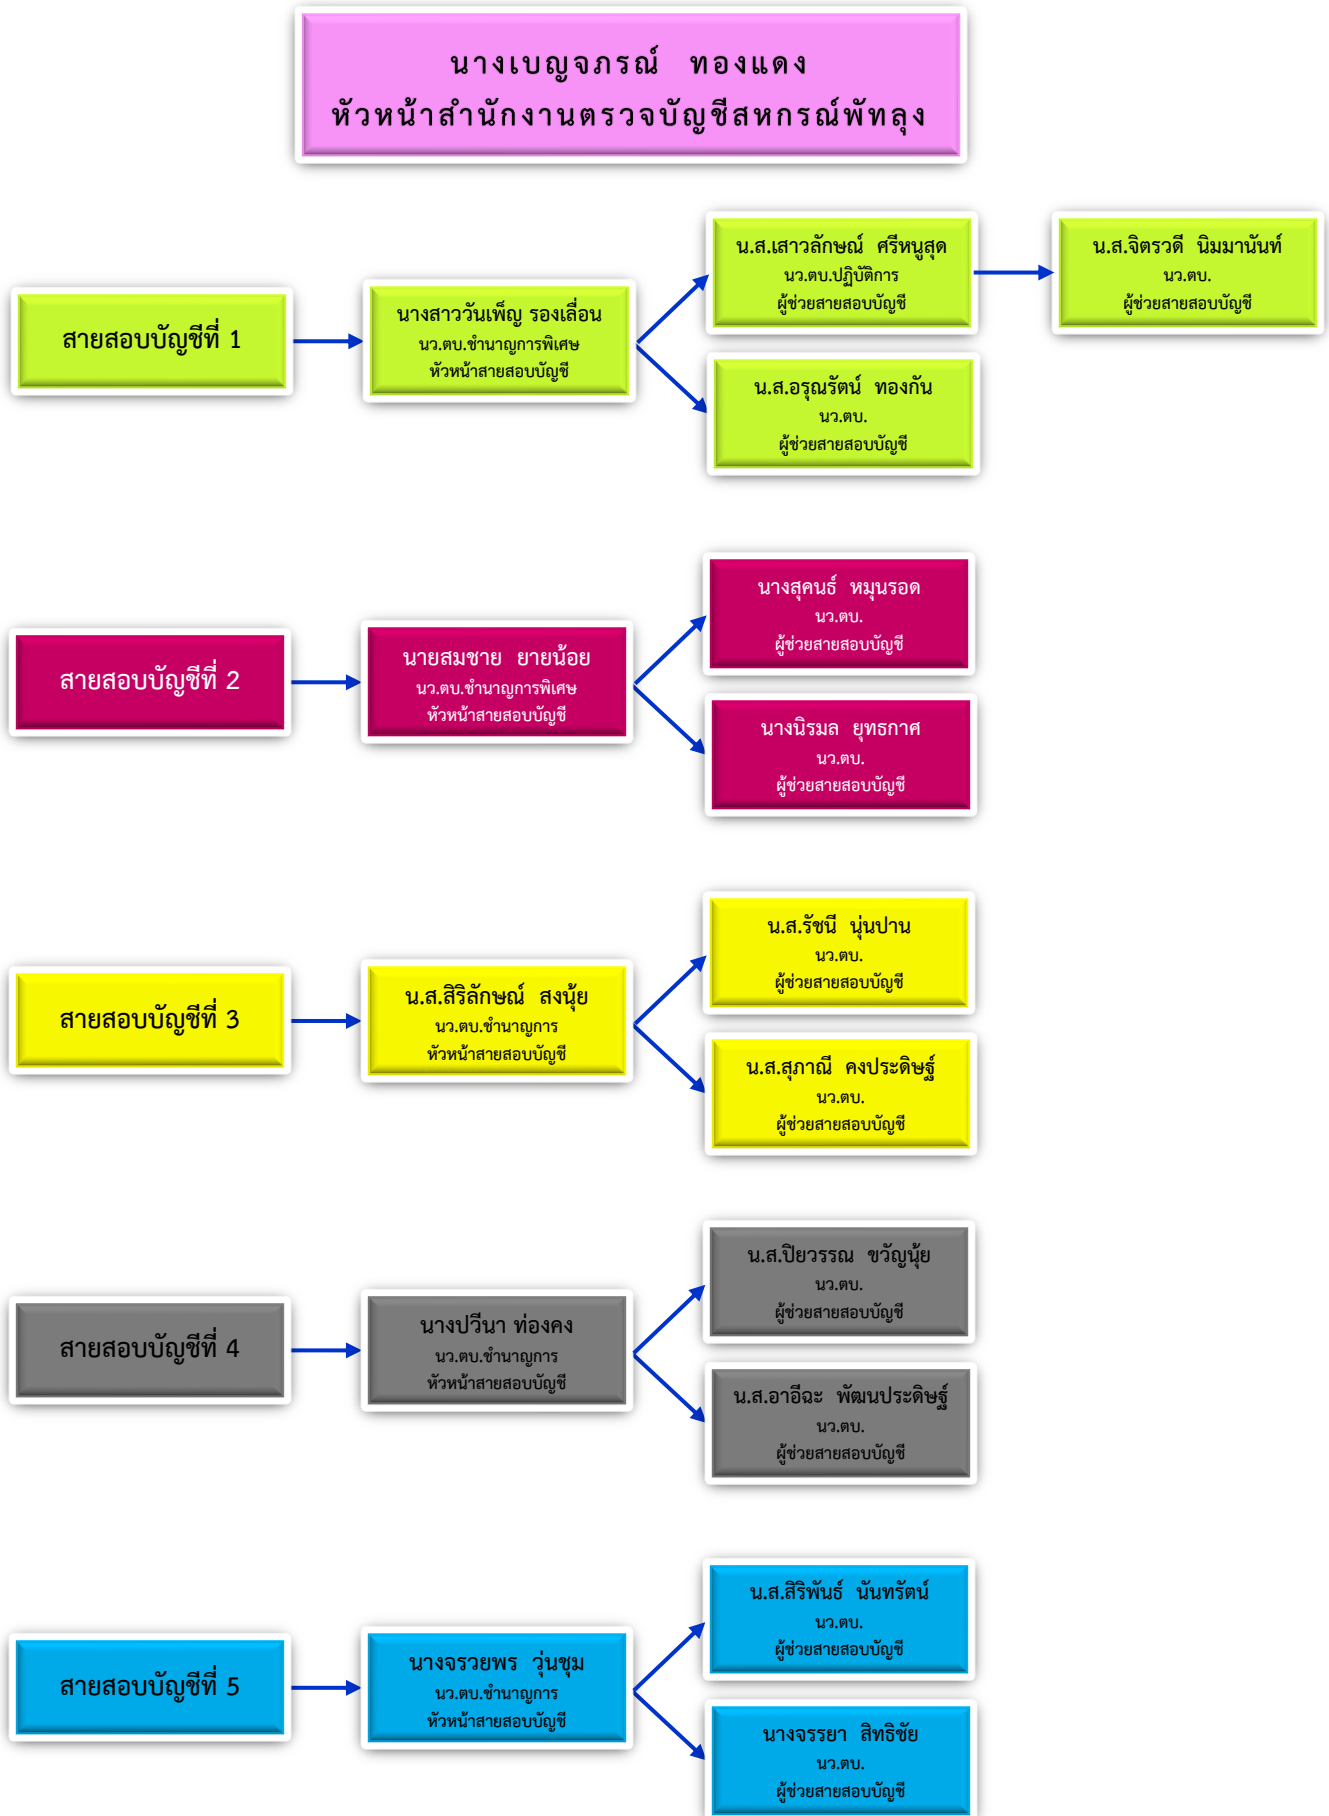 นางเบญจภรณ์ ทองแดง
หัวหน้าสำนักงานตรวจบัญชีสหกรณ์พัทลุง
สายสอบบัญชีที่ 1
นางสาววันเพ็ญ รองเลื่อน
นว.ตบ.ชำนาญการพิเศษ
หัวหน้าสายสอบบัญชี
น.ส.เสาวลักษณ์ ศรีหนูสุด
นว.ตบ.ปฏิบัติการ
ผู้ช่วยสายสอบบัญชี
น.ส.จิตรวดี นิมมานันท์
นว.ตบ.
ผู้ช่วยสายสอบบัญชี
น.ส.อรุณรัตน์ ทองกัน
นว.ตบ.
ผู้ช่วยสายสอบบัญชี
สายสอบบัญชีที่ 2
นายสมชาย ยายน้อย
นว.ตบ.ชำนาญการพิเศษ
หัวหน้าสายสอบบัญชี
นางสุคนธ์ หมุนรอด
นว.ตบ.
ผู้ช่วยสายสอบบัญชี
นางนิรมล ยุทธกาศ
นว.ตบ.
ผู้ช่วยสายสอบบัญชี
สายสอบบัญชีที่ 3
น.ส.สิริลักษณ์ สงนุ้ย
นว.ตบ.ชำนาญการ
หัวหน้าสายสอบบัญชี
น.ส.รัชนี นุ่นปาน
นว.ตบ.
ผู้ช่วยสายสอบบัญชี
น.ส.สุภาณี คงประดิษฐ์
นว.ตบ.
ผู้ช่วยสายสอบบัญชี
สายสอบบัญชีที่ 4
นางปวีนา ท่องคง
นว.ตบ.ชำนาญการ
หัวหน้าสายสอบบัญชี
น.ส.ปิยวรรณ ขวัญนุ้ย
นว.ตบ.
ผู้ช่วยสายสอบบัญชี
น.ส.อาอีฉะ พัฒนประดิษฐ์
นว.ตบ.
ผู้ช่วยสายสอบบัญชี
สายสอบบัญชีที่ 5
นางจรวยพร วุ่นชุม
นว.ตบ.ชำนาญการ
หัวหน้าสายสอบบัญชี
น.ส.สิริพันธ์ นันทรัตน์
นว.ตบ.
ผู้ช่วยสายสอบบัญชี
นางจรรยา สิทธิชัย
นว.ตบ.
ผู้ช่วยสายสอบบัญชี